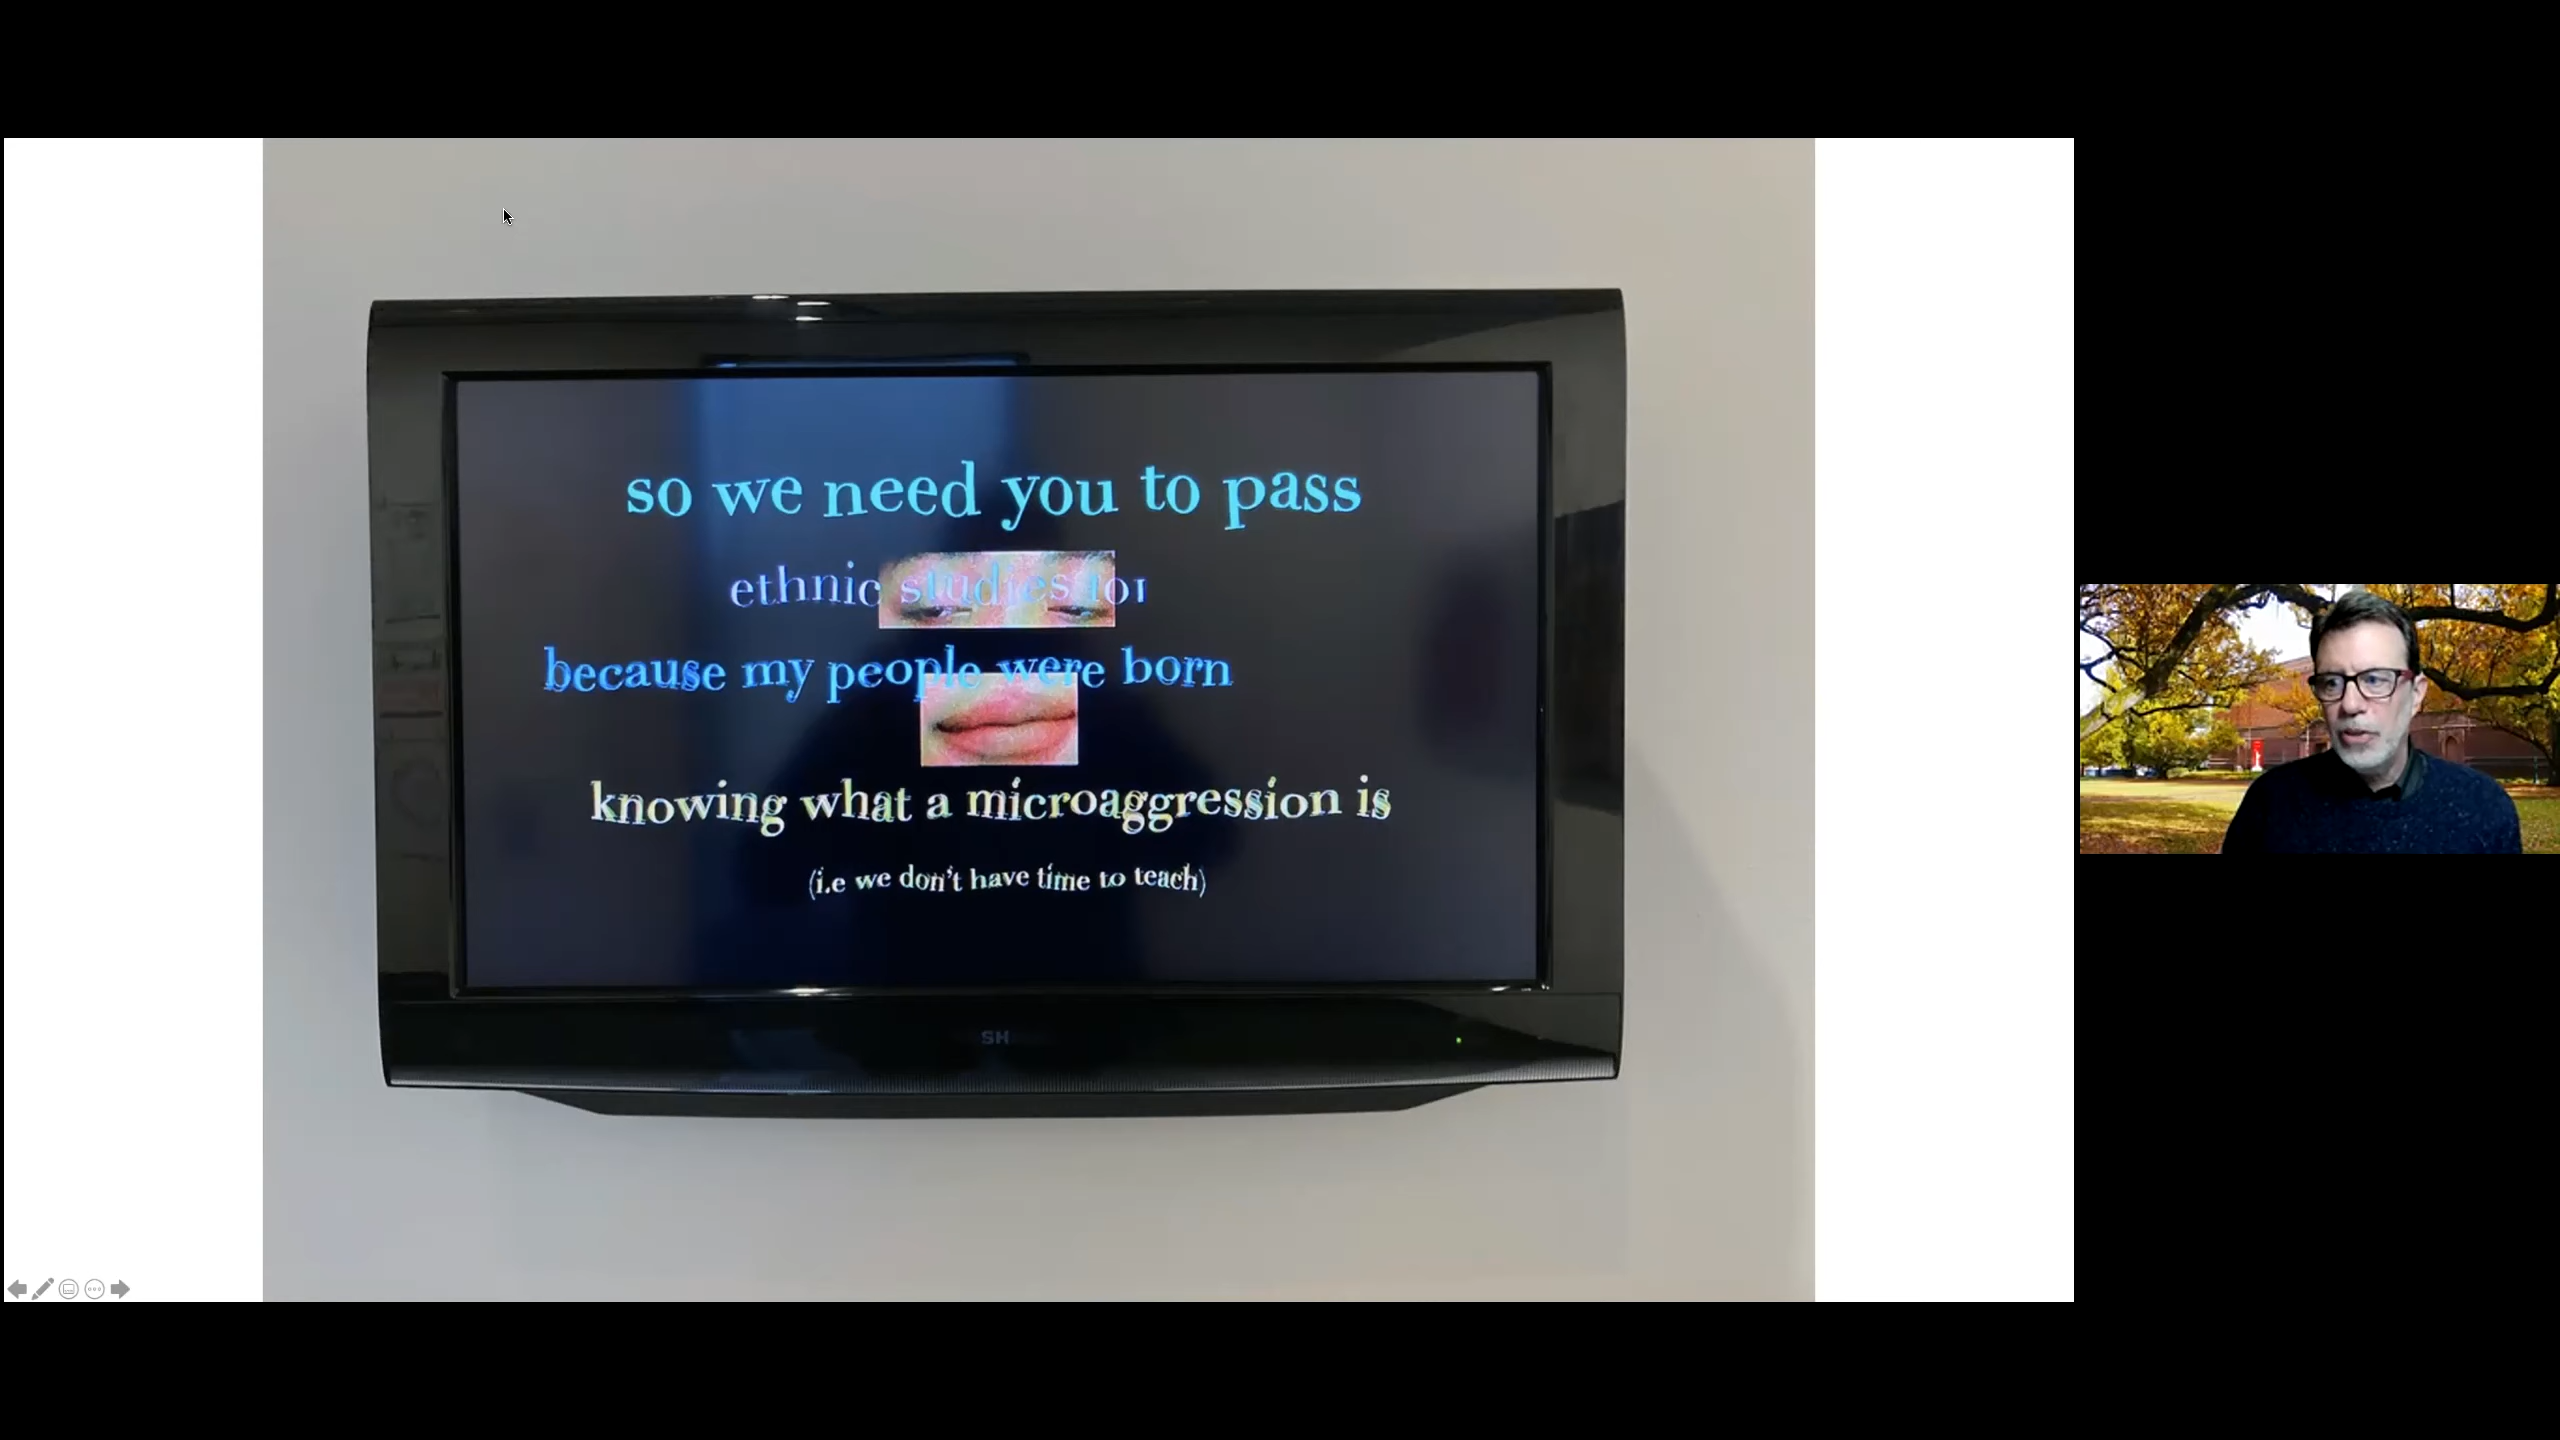 so we need you to pass
ethnic studies for
because my people were born
knowing what a microaggression is
(i.e we don't have time to teach)
SH